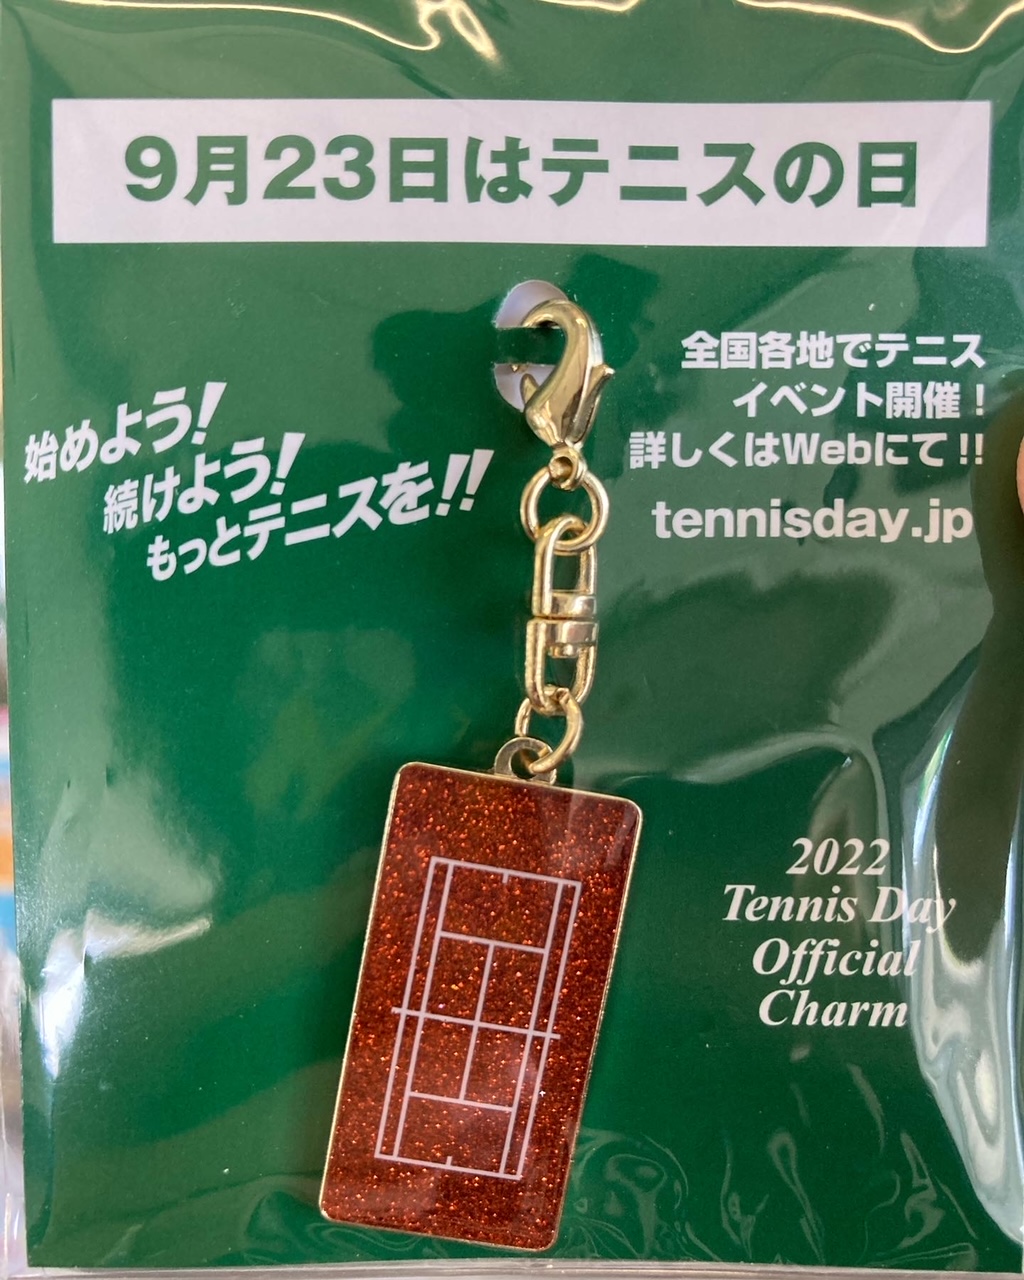 9月23日はテニスの日
始めよう!
続けよう!
もっとテニスを!!
全国各地でテニス
イベント開催！
詳しくはWebにて!!
tennisday.jp
2022
Tennis Day
Official
Charm